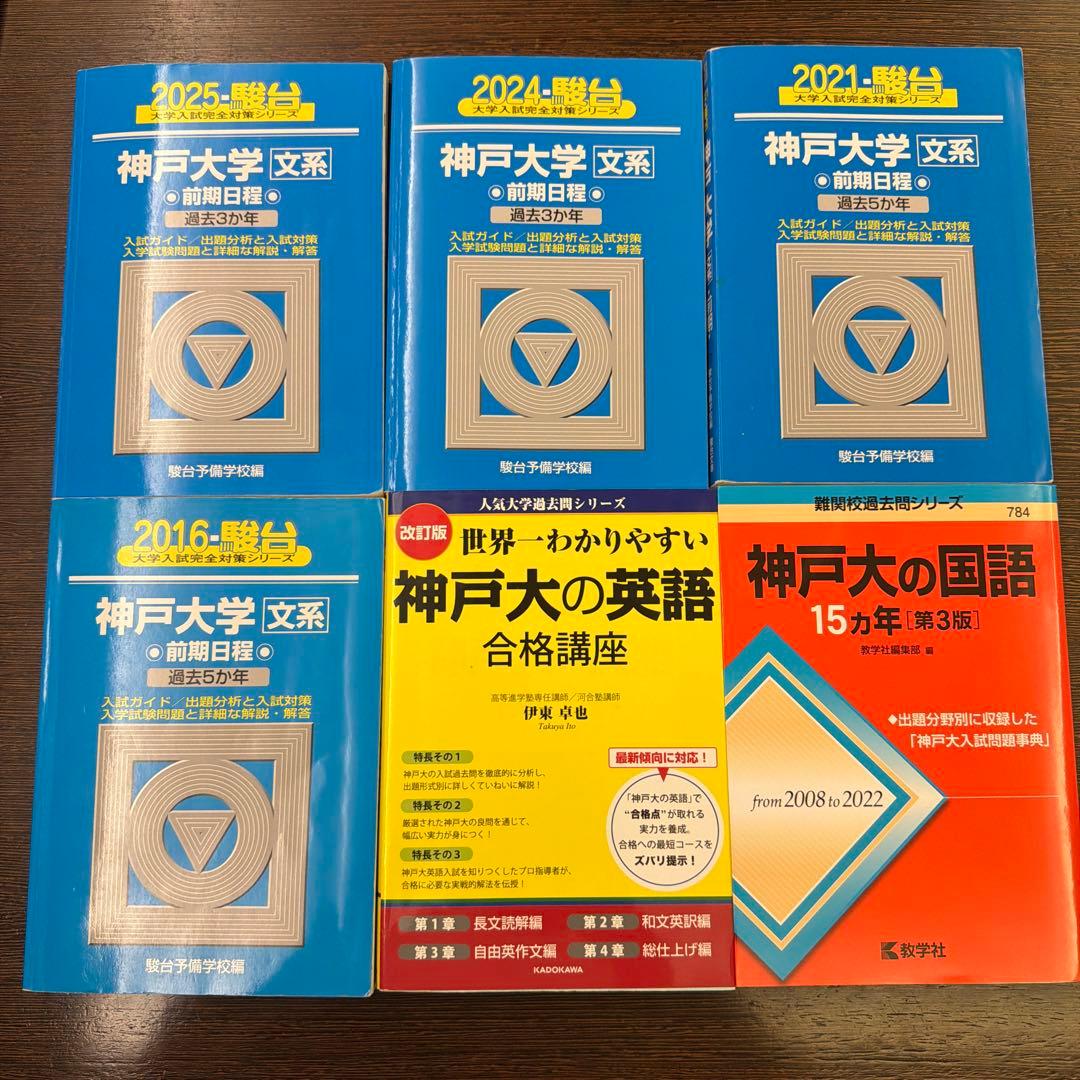 2025-駿台
大学入試完全対策シリーズ
神戸大学 文系
前期日程
過去3か年
入試ガイド/出題分析と入試対策
入学試験問題と詳細な解説・解答
駿台予備学校編
2024-駿台
大学入試完全対策シリーズ
神戸大学 文系
前期日程
過去3か年
入試ガイド/出題分析と入試対策
入学試験問題と詳細な解説・解答
駿台予備学校編
2021-駿台
大学入試完全対策シリーズ
神戸大学 文系
前期日程
過去5か年
入試ガイド/出題分析と入試対策
入学試験問題と詳細な解説・解答
駿台予備学校編
2016-駿台
大学入試完全対策シリーズ
神戸大学 文系
前期日程
過去5か年
入試ガイド/出題分析と入試対策
入学試験問題と詳細な解説・解答
駿台予備学校編
人気大学過去問シリーズ
改訂版
世界一わかりやすい
神戸大の英語
合格講座
高等進学塾専任講師/河合塾講師
伊東 卓也
Takuya Ito
特長その1
神戸大の入試過去問を徹底的に分析し、
出題形式別に詳しくていねいに解説!
特長その2
厳選された神戸大の良問を通じて、
幅広い実力が身につく!
特長その3
神戸大英語入試を知りつくしたプロ指導者が、
合格に必要な実戦的解法を伝授!
最新傾向に対応!
「神戸大の英語」で
“合格点”が取れる
実力を養成。
合格への最短コースを
ズバリ提示!
第1章 長文読解編 第2章 和文英訳編
第3章 自由英作文編 第4章 総仕上げ編
KADOKAWA
難関校過去問シリーズ
784
神戸大の国語
15カ年[第3版]
教学社編集部 編
◆出題分野別に収録した
「神戸大入試問題事典」
from 2008 to 2022
教学社